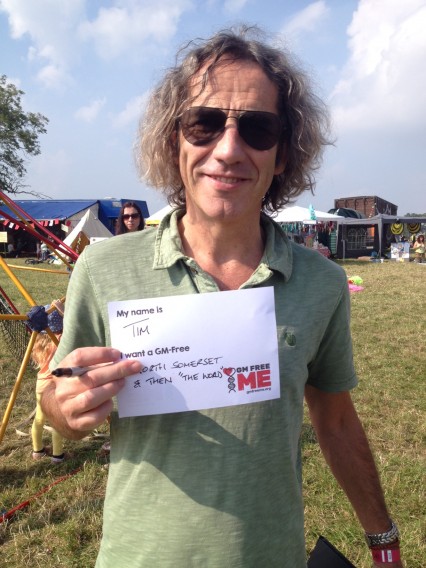 My name is
TIM
I want a GM-Free
NORTH SOMERSET
& THEN "THE WORLD"
GM FREE
ME